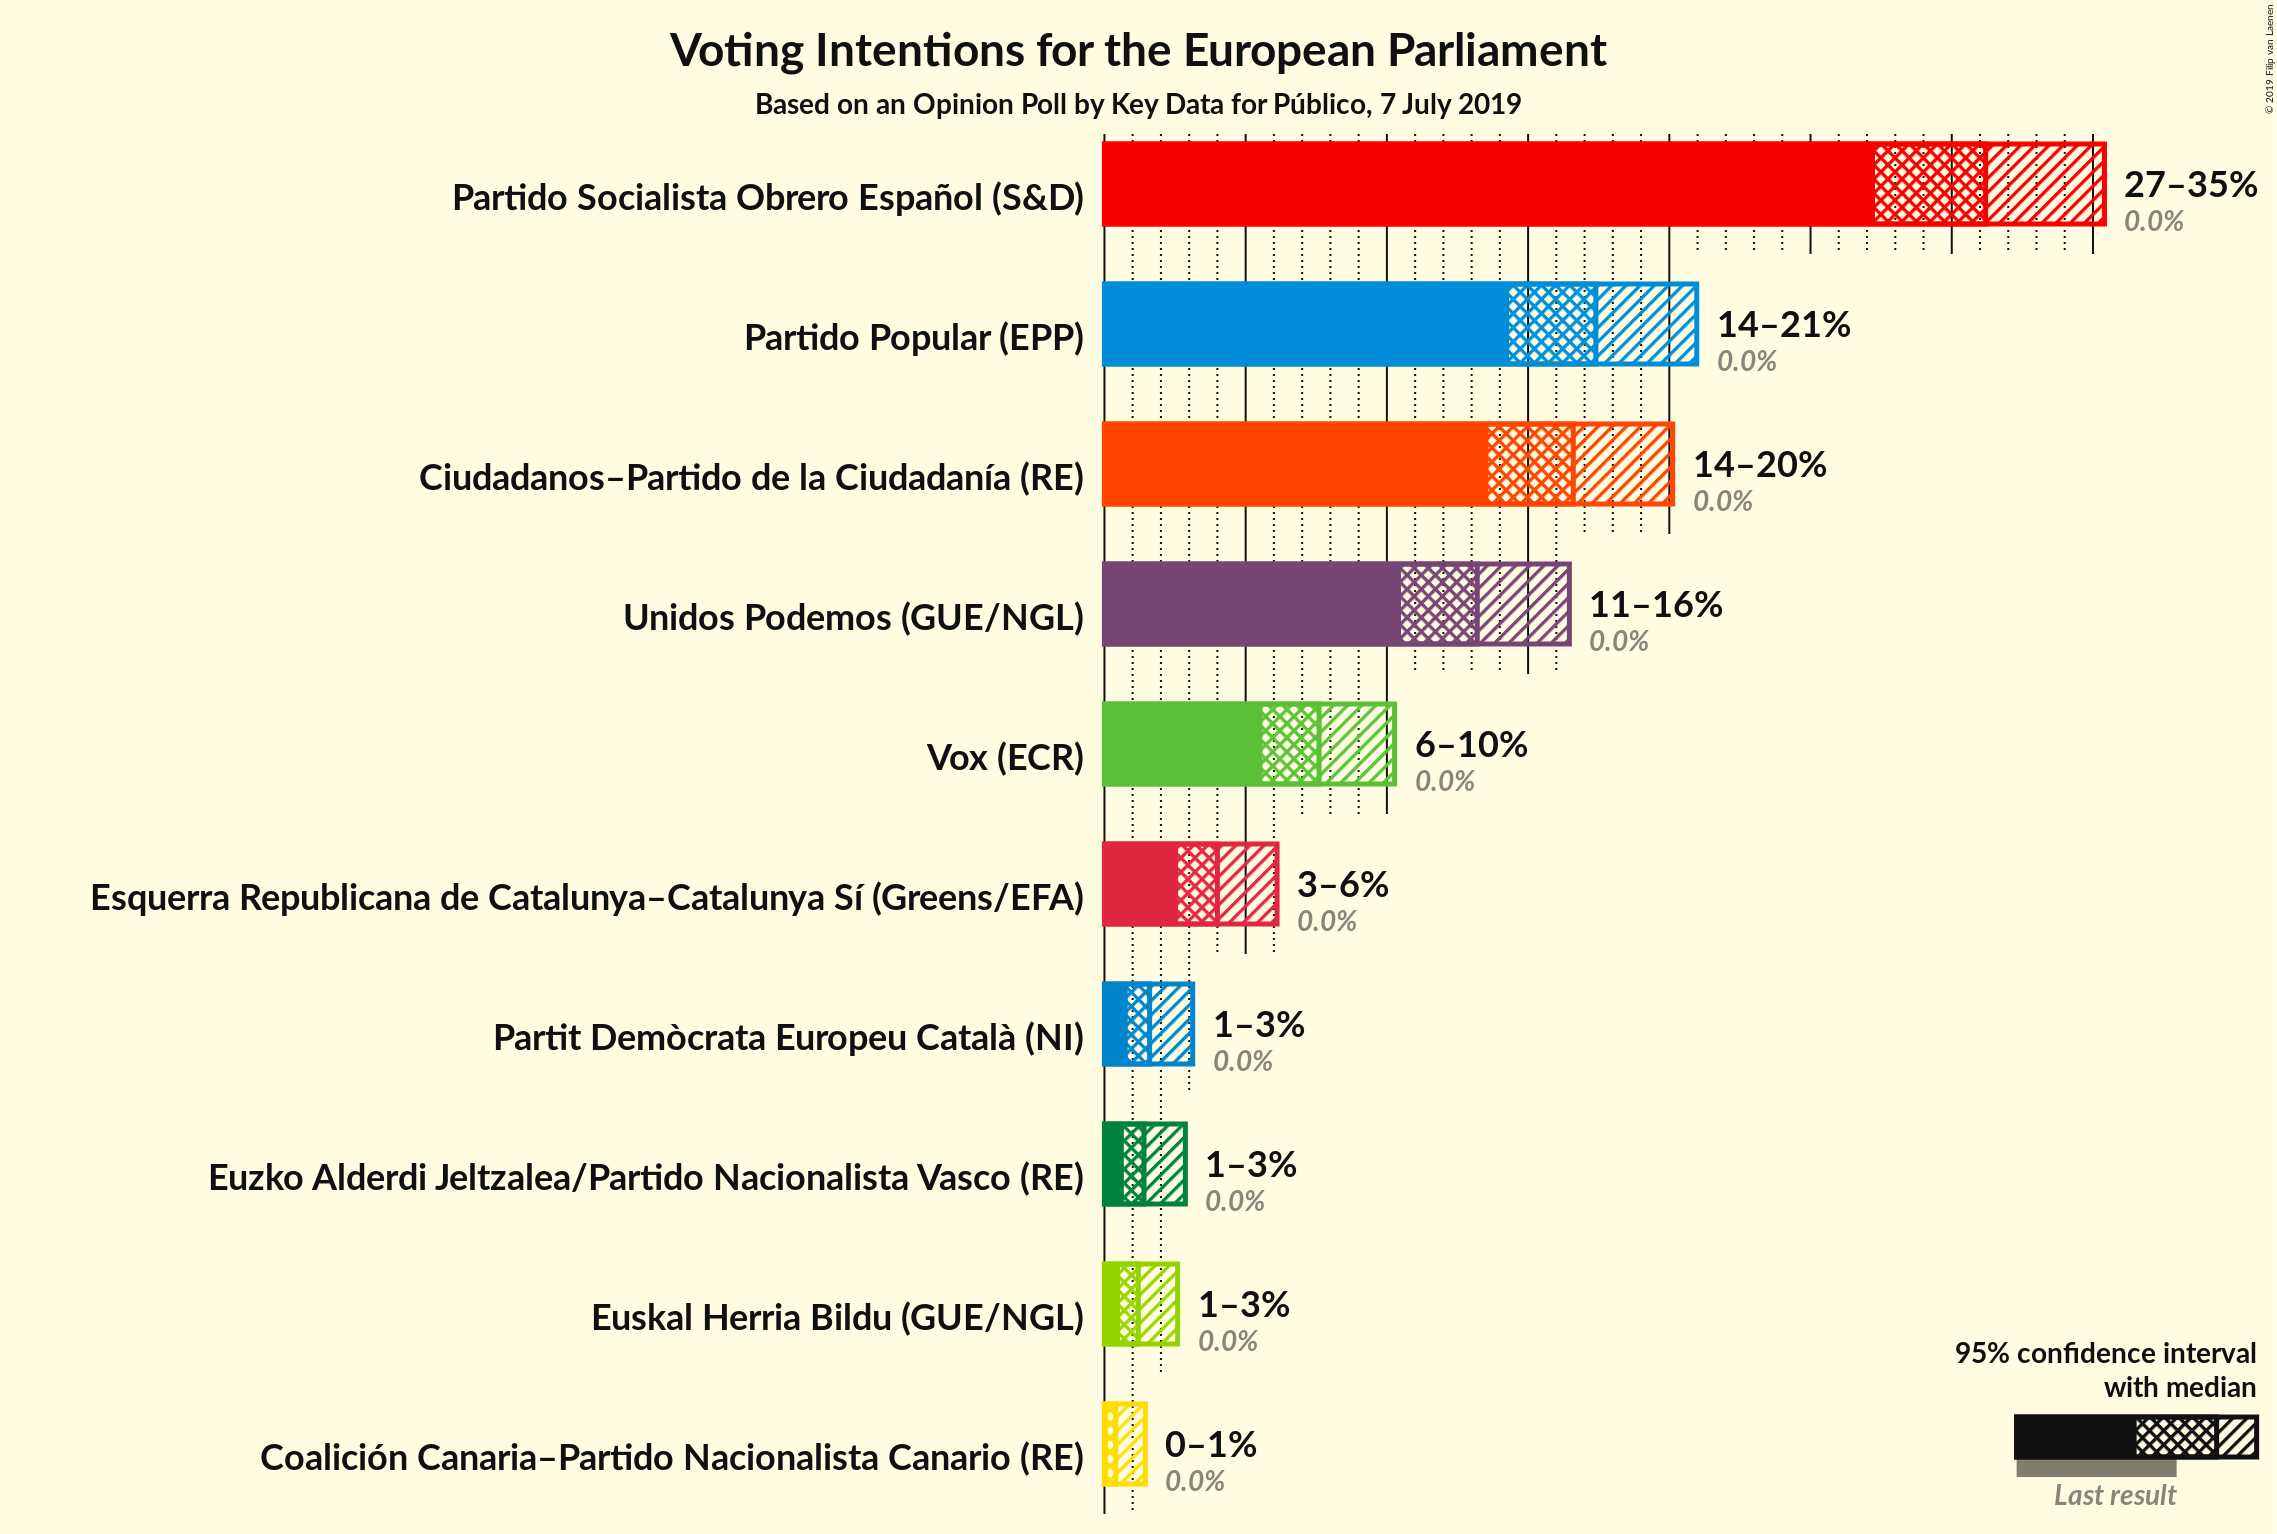 Voting Intentions for the European Parliament
Based on an Opinion Poll by Key Data for Público, 7 July 2019
© 2019 Filip van Laenen
Partido Socialista Obrero Español (S&D)
27–35%
0.0%
Partido Popular (EPP)
14–21%
0.0%
Ciudadanos–Partido de la Ciudadanía (RE)
14–20%
0.0%
Unidos Podemos (GUE/NGL)
11–16%
0.0%
Vox (ECR)
6–10%
0.0%
Esquerra Republicana de Catalunya–Catalunya Sí (Greens/EFA)
3–6%
0.0%
Partit Demòcrata Europeu Català (NI)
1–3%
0.0%
Euzko Alderdi Jeltzalea/Partido Nacionalista Vasco (RE)
1–3%
0.0%
Euskal Herria Bildu (GUE/NGL)
1–3%
0.0%
Coalición Canaria–Partido Nacionalista Canario (RE)
0–1%
0.0%
95% confidence interval
with median
Last result